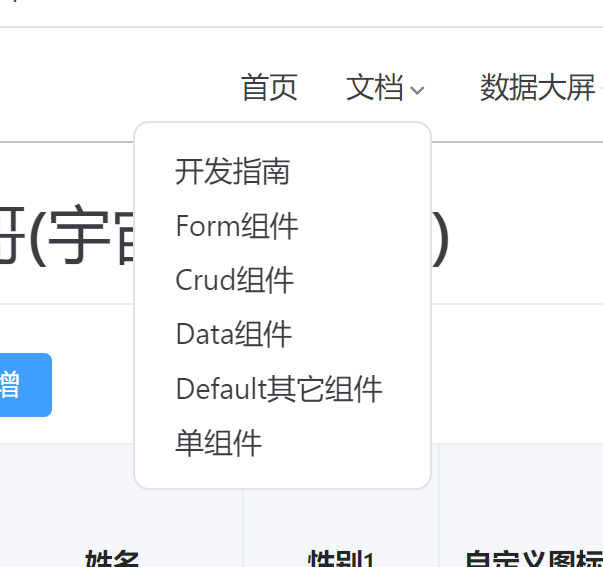 首页 文档 数据大屏
开发指南
哥(宇宙 )
Form组件
Crud组件
Data组件
增
Default其它组件
单组件
姓名 性别1 自定义图标